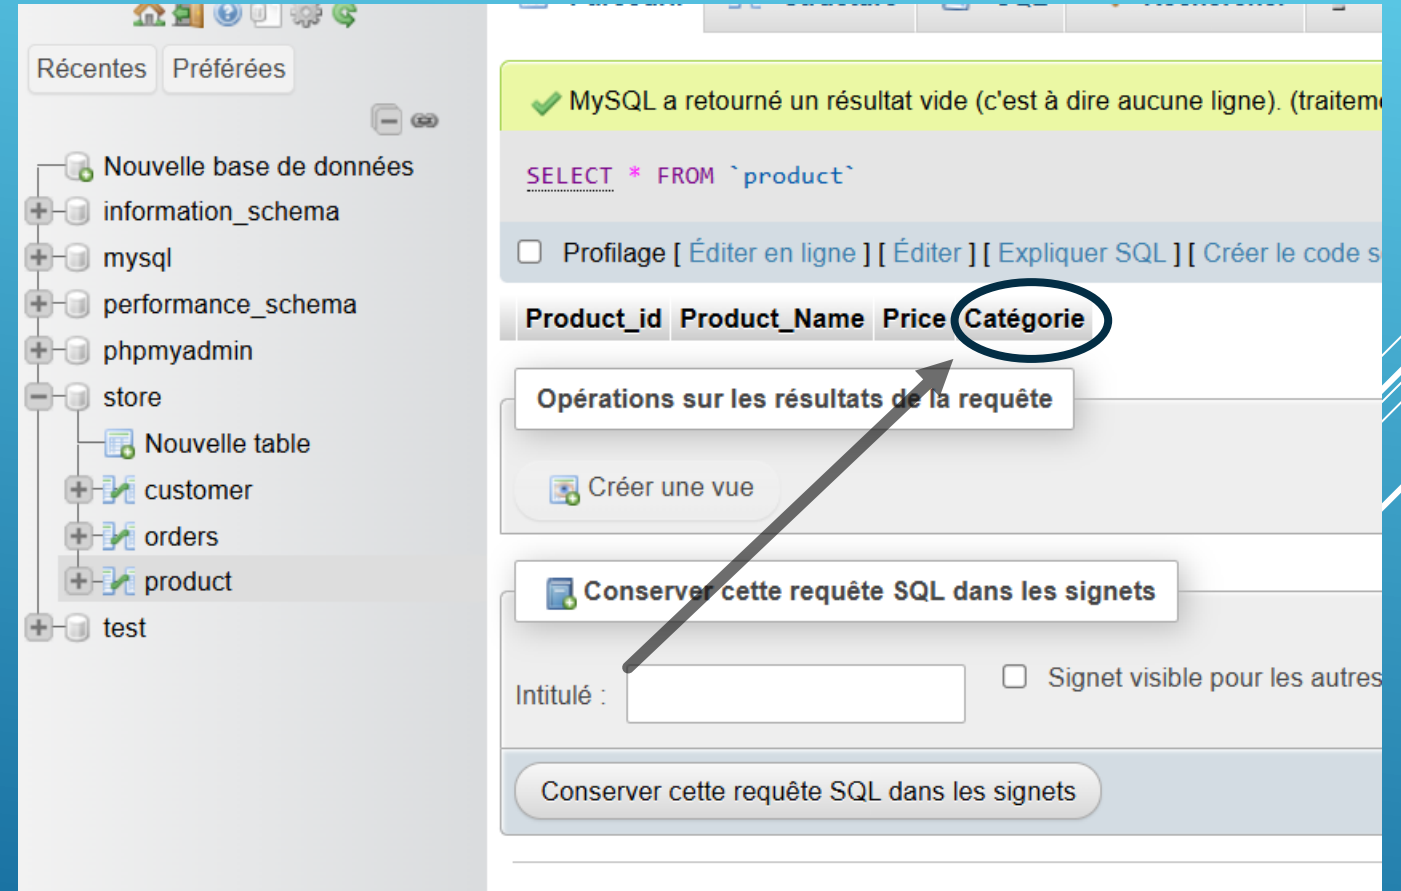 Récentes Préférées
Nouvelle base de données
information_schema
mysql
performance_schema
phpmyadmin
store
Nouvelle table
customer
orders
product
test
MySQL a retourné un résultat vide (c'est à dire aucune ligne). (traitem
SELECT * FROM `product`
Profilage [ Éditer en ligne ] [ Éditer ] [ Expliquer SQL ] [ Créer le code s
Product_id Product_Name Price Catégorie
Opérations sur les résultats de la requête
Créer une vue
Conserver cette requête SQL dans les signets
Intitulé :
Signet visible pour les autres
Conserver cette requête SQL dans les signets